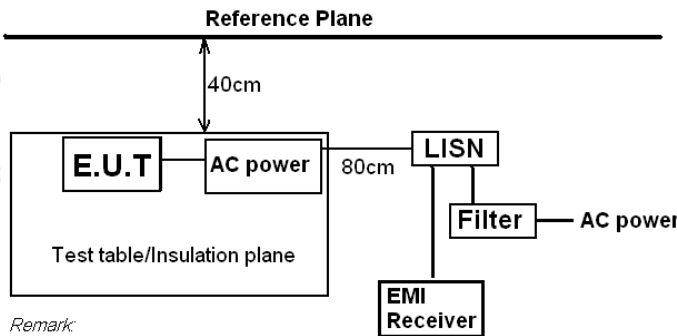 Reference Plane
40cm
E.U.T
AC power
80cm
LISN
Filter
AC power
Test table/Insulation plane
EMI
Receiver
Remark: